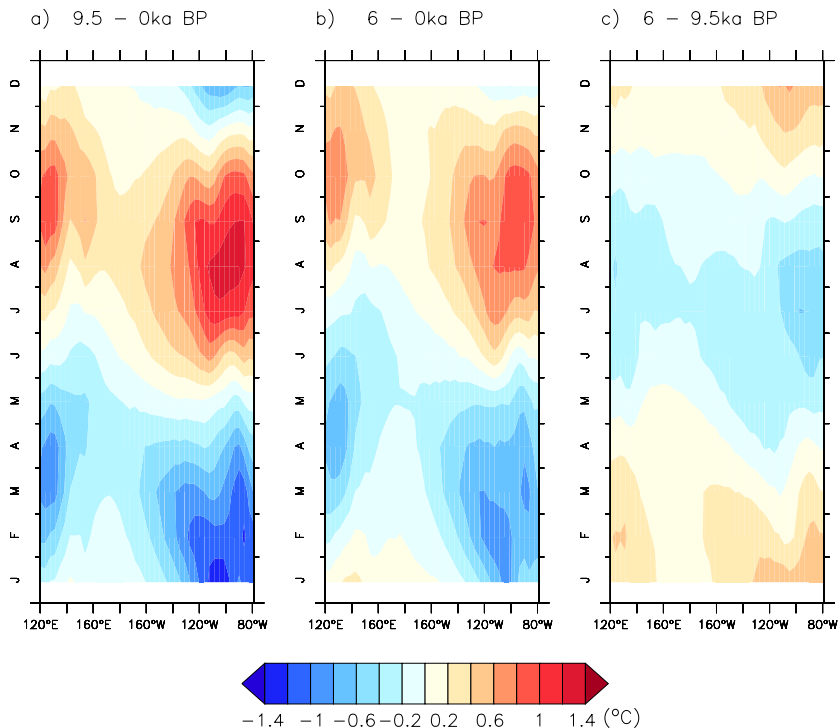 a) 9.5 – 0ka BP
b) 6 – 0ka BP
c) 6 – 9.5ka BP
D
N
O
S
A
J
J
M
A
M
F
J
D
N
O
S
A
J
J
M
A
M
F
J
D
N
O
S
A
J
J
M
A
M
F
J
120°E 160°E 160°W 120°W 80°W
120°E 160°E 160°W 120°W 80°W
120°E 160°E 160°W 120°W 80°W
−1.4 −1 −0.6 −0.2 0.2 0.6 1 1.4 (°C)